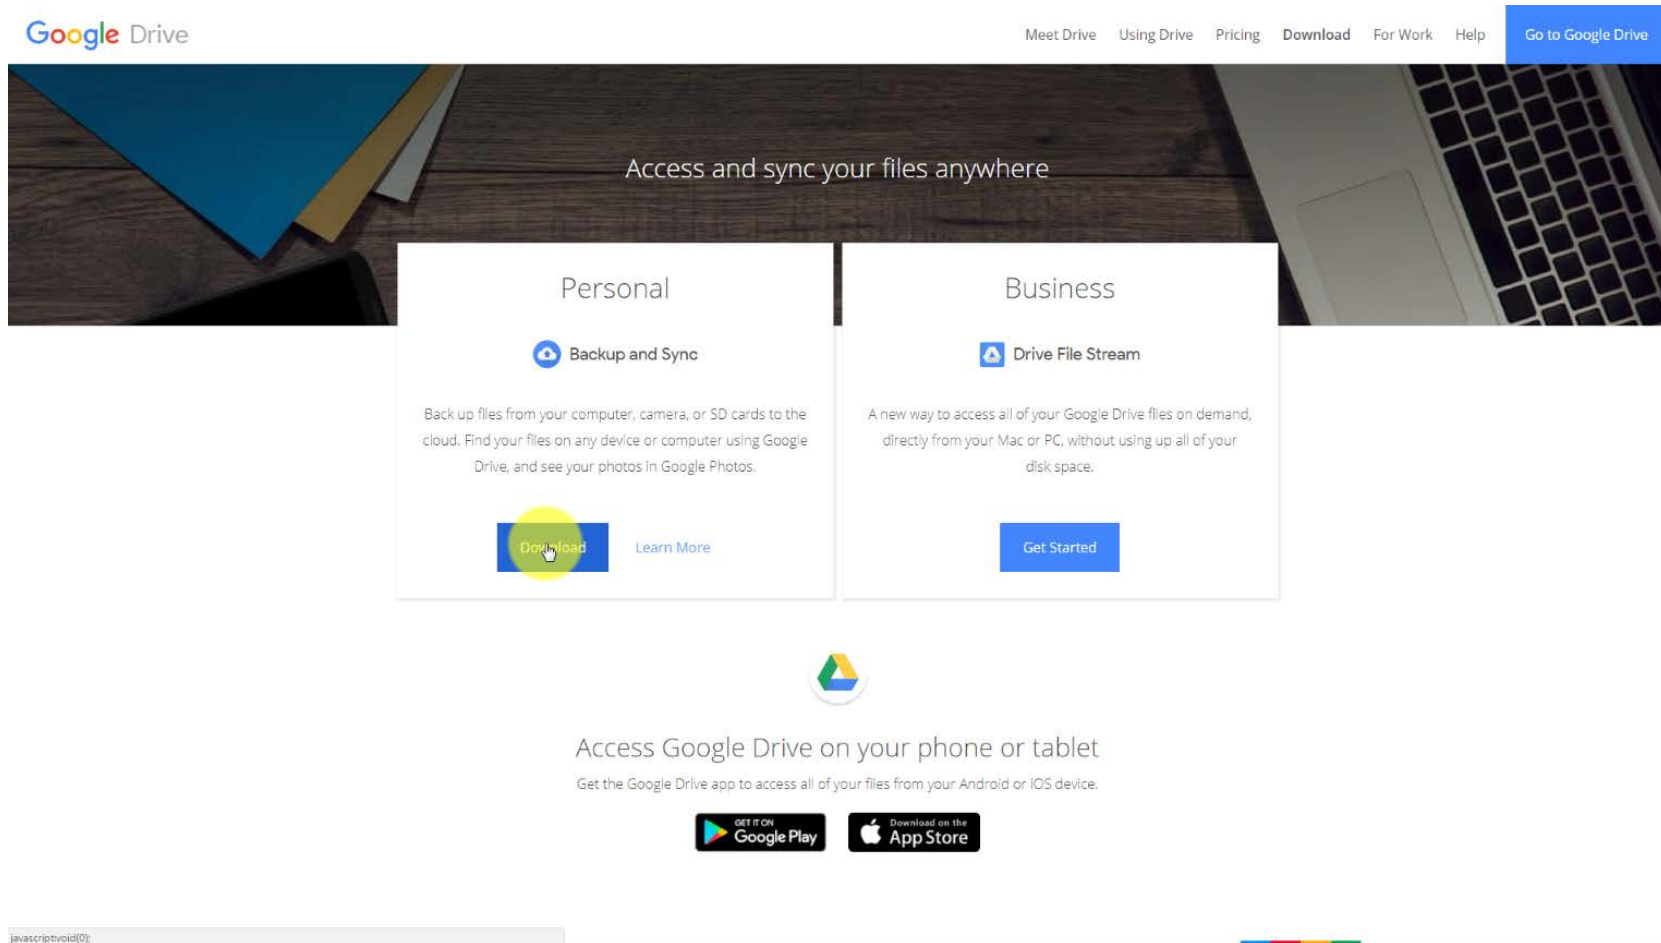 Google Drive
Meet Drive Using Drive Pricing Download For Work Help Go to Google Drive
Access and sync your files anywhere
Personal
Backup and Sync
Back up files from your computer, camera, or SD cards to the
cloud. Find your files on any device or computer using Google
Drive, and see your photos in Google Photos.
Download Learn More
Business
Drive File Stream
A new way to access all of your Google Drive files on demand,
directly from your Mac or PC, without using up all of your
disk space.
Get Started
Access Google Drive on your phone or tablet
Get the Google Drive app to access all of your files from your Android or iOS device.
GET IT ON
Google Play
Download on the
App Store
javascript:void(0);